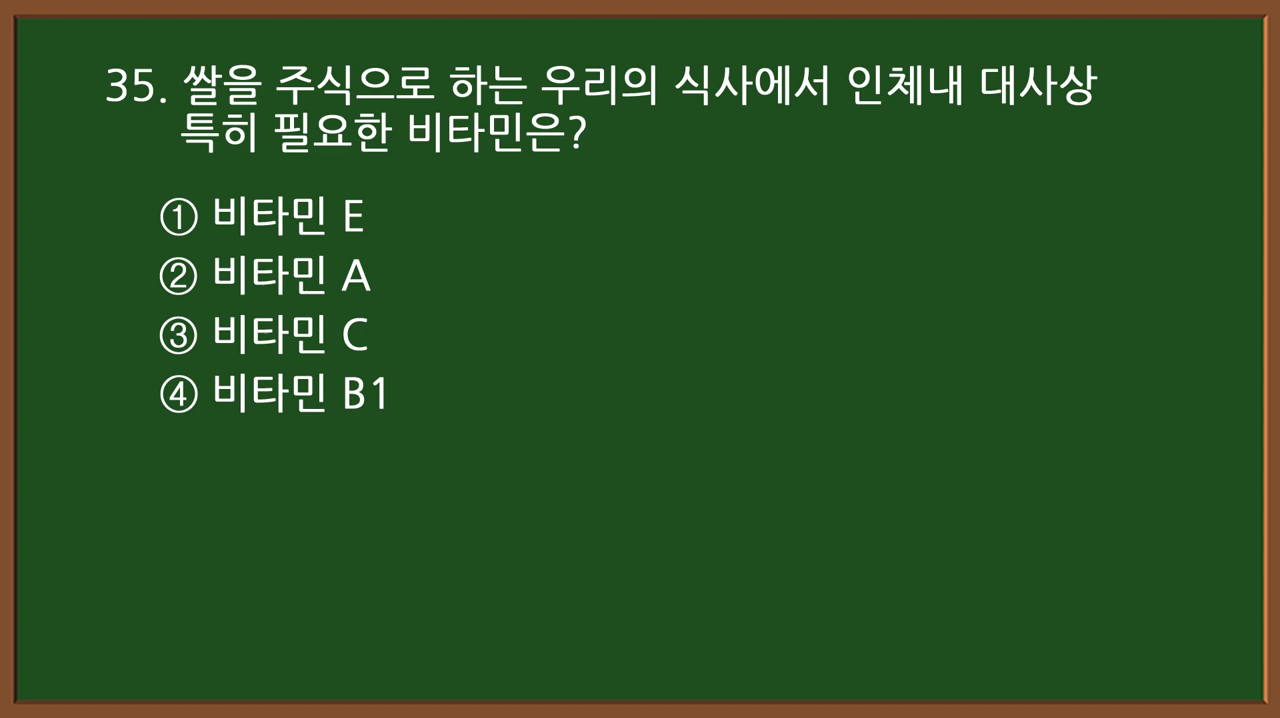 35. 쌀을 주식으로 하는 우리의 식사에서 인체내 대사상
특히 필요한 비타민은?
① 비타민 E
② 비타민 A
③ 비타민 C
④ 비타민 B1